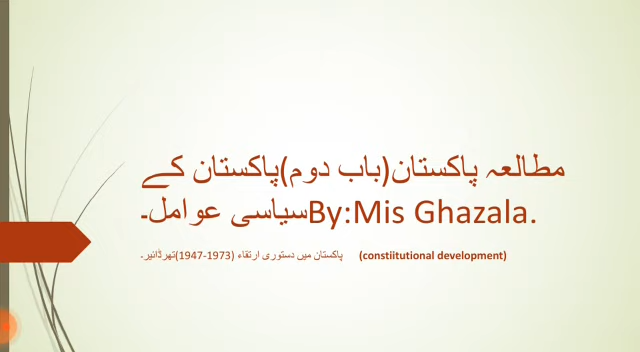 مطالعہ پاکستان(باب دوم)پاکستان کے
سیاسی عوامل۔By:Mis Ghazala.
پاکستان میں دستوری ارتقاء (1973-1947)تھرڈائیر۔ (constiitutional development)